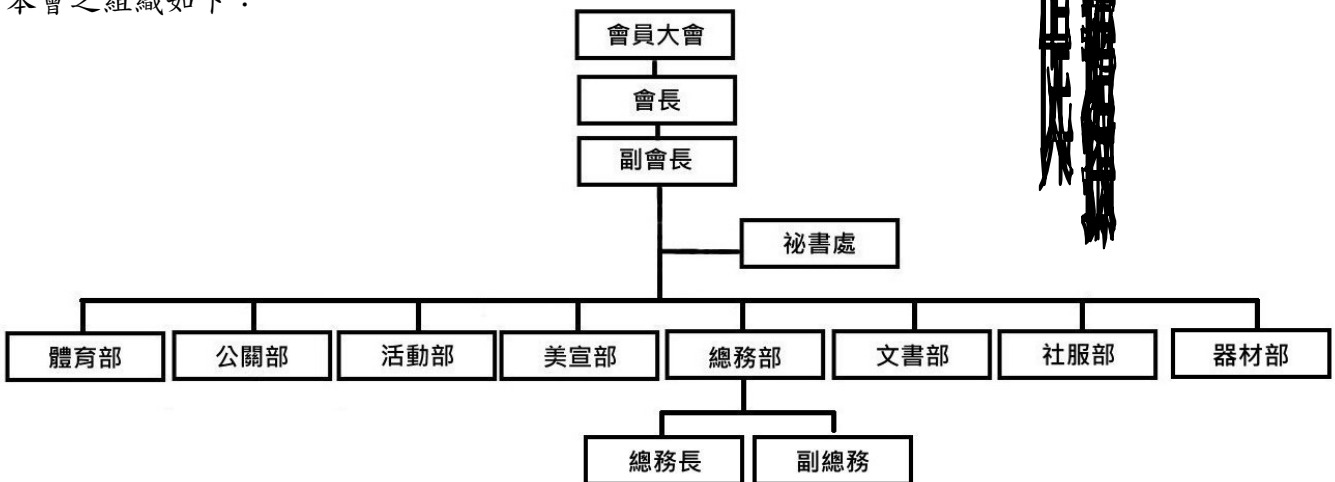 本會之組織如下：
會員大會
會長
副會長
祕書處
體育部 公關部 活動部 美宣部 總務部 文書部 社服部 器材部
總務長 副總務